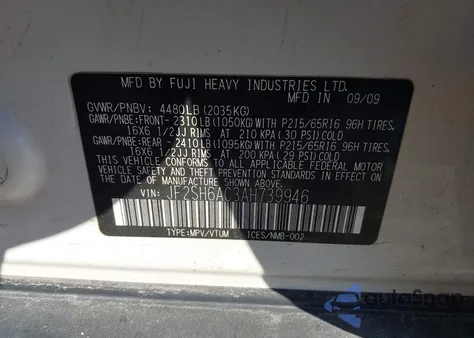 MFD. BY FUJI HEAVY INDUSTRIES LTD.
GVWR/PNBV: 4480LB (2035KG) IN DATE 09/09
GAWR/PNBE:FRONT- 2310LB(1050KG)WITH P215/65R16 96H TIRES,
16X6 1/2JJ RIMS AT 210 KPA (30 PSI) COLD
GAWR/PNBE:REAR - 2410LB(1095KG)WITH P215/65R16 96H TIRES,
16X6 1/2JJ RIMS AT 200 KPA (29 PSI) COLD
THIS VEHICLE CONFORMS TO ALL APPLICABLE FEDERAL MOTOR
VEHICLE SAFETY, BUMPER, AND THEFT PREVENTION STANDARDS
IN EFFECT ON THE DATE OF MANUFACTURE SHOWN ABOVE.
VIN: JF2SH6AC3AH739946
TYPE:MPV/VTUM ICES/NMB-002
autoSnap